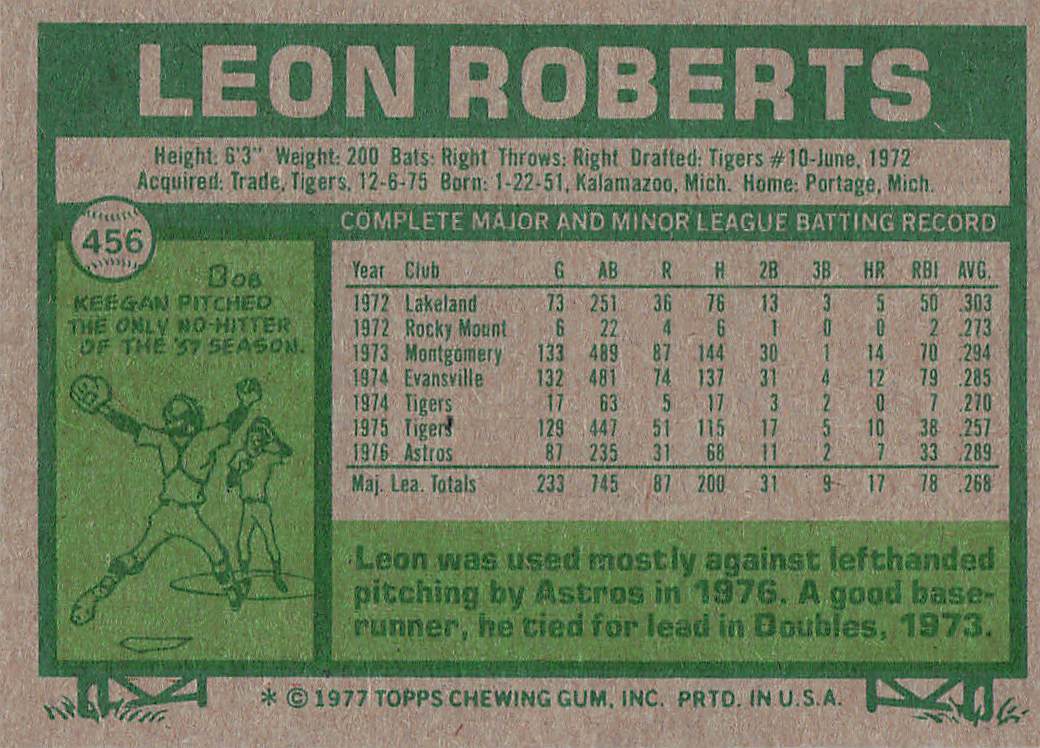 LEON ROBERTS
Height: 6'3" Weight: 200 Bats: Right Throws: Right Drafted: Tigers #10-June, 1972
Acquired: Trade, Tigers, 12-6-75 Born: 1-22-51, Kalamazoo, Mich. Home: Portage, Mich.
456
COMPLETE MAJOR AND MINOR LEAGUE BATTING RECORD
BOB
KEEGAN PITCHED
THE ONLY NO-HITTER
OF THE '57 SEASON.
Year Club G AB R H 2B 3B HR RBI AVG.
1972 Lakeland 73 251 36 76 13 3 5 50 .303
1972 Rocky Mount 6 22 4 6 1 0 0 2 .273
1973 Montgomery 133 489 87 144 30 1 14 70 .294
1974 Evansville 132 481 74 137 31 4 12 79 .285
1974 Tigers 17 63 5 17 3 2 0 7 .270
1975 Tigers 129 447 51 115 17 5 10 38 .257
1976 Astros 87 235 31 68 11 2 7 33 .289
Maj. Lea. Totals 233 745 87 200 31 9 17 78 .268
Leon was used mostly against lefthanded
pitching by Astros in 1976. A good base-
runner, he tied for lead in Doubles, 1973.
* © 1977 TOPPS CHEWING GUM, INC. PRTD. IN U.S.A.